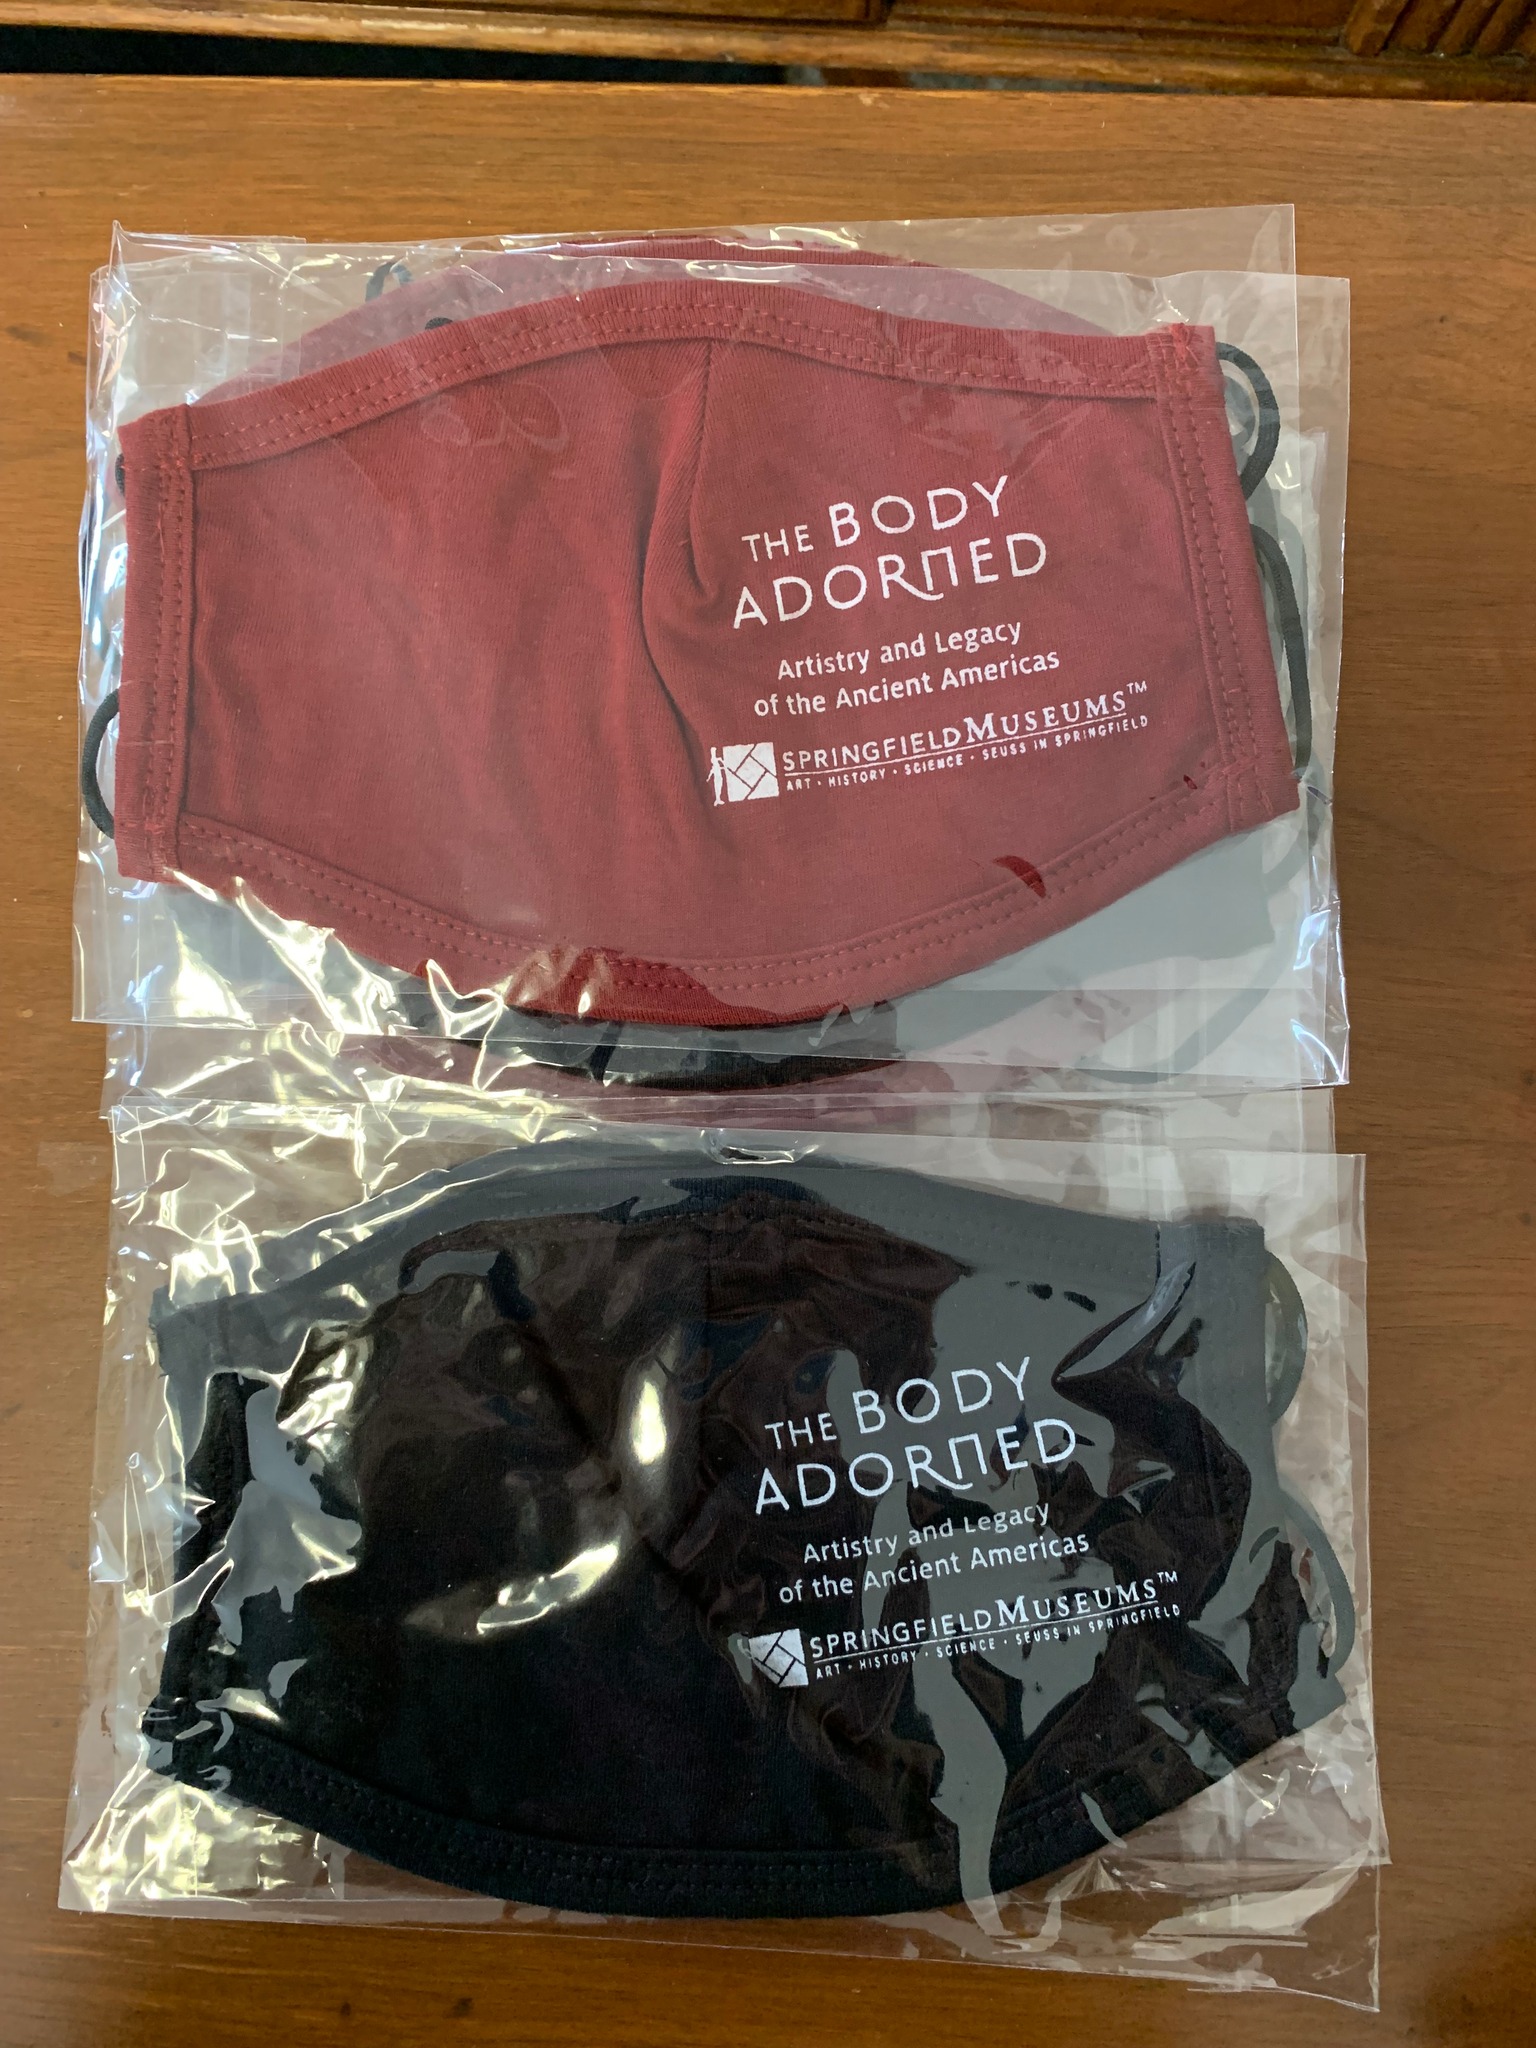 THE BODY
ADORNED
Artistry and Legacy
of the Ancient Americas
SPRINGFIELD MUSEUMS™
ART · HISTORY · SCIENCE · SEUSS IN SPRINGFIELD
THE BODY
ADORNED
Artistry and Legacy
of the Ancient Americas
SPRINGFIELD MUSEUMS™
ART · HISTORY · SCIENCE · SEUSS IN SPRINGFIELD